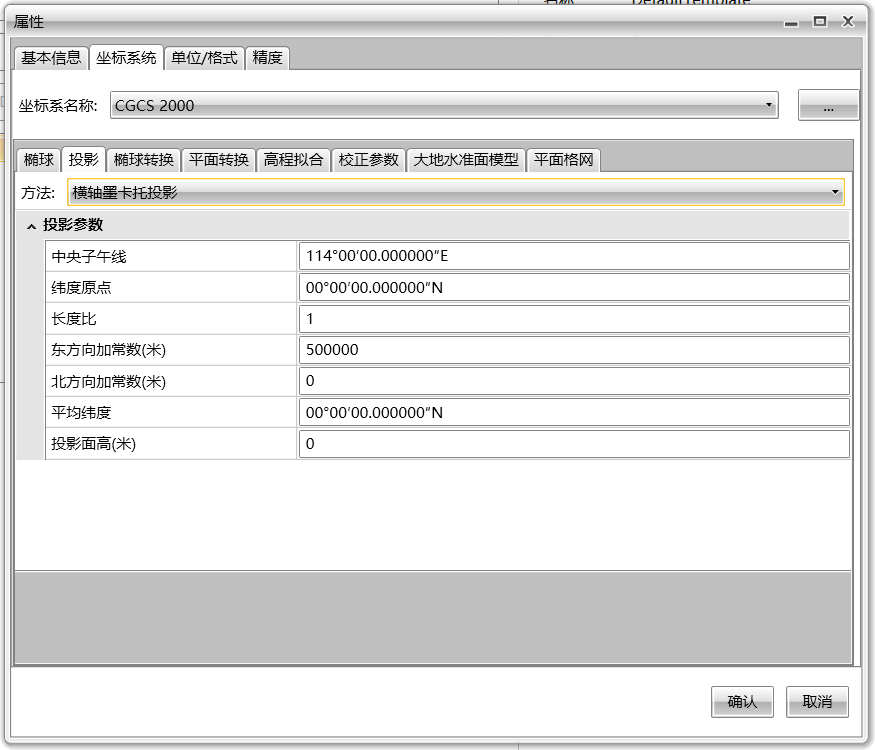 属性
基本信息 坐标系统 单位/格式 精度
坐标系名称: CGCS 2000 ...
椭球 投影 椭球转换 平面转换 高程拟合 校正参数 大地水准面模型 平面格网
方法: 横轴墨卡托投影
投影参数
中央子午线 114°00′00.000000″E
纬度原点 00°00′00.000000″N
长度比 1
东方向加常数(米) 500000
北方向加常数(米) 0
平均纬度 00°00′00.000000″N
投影面高(米) 0
确认 取消